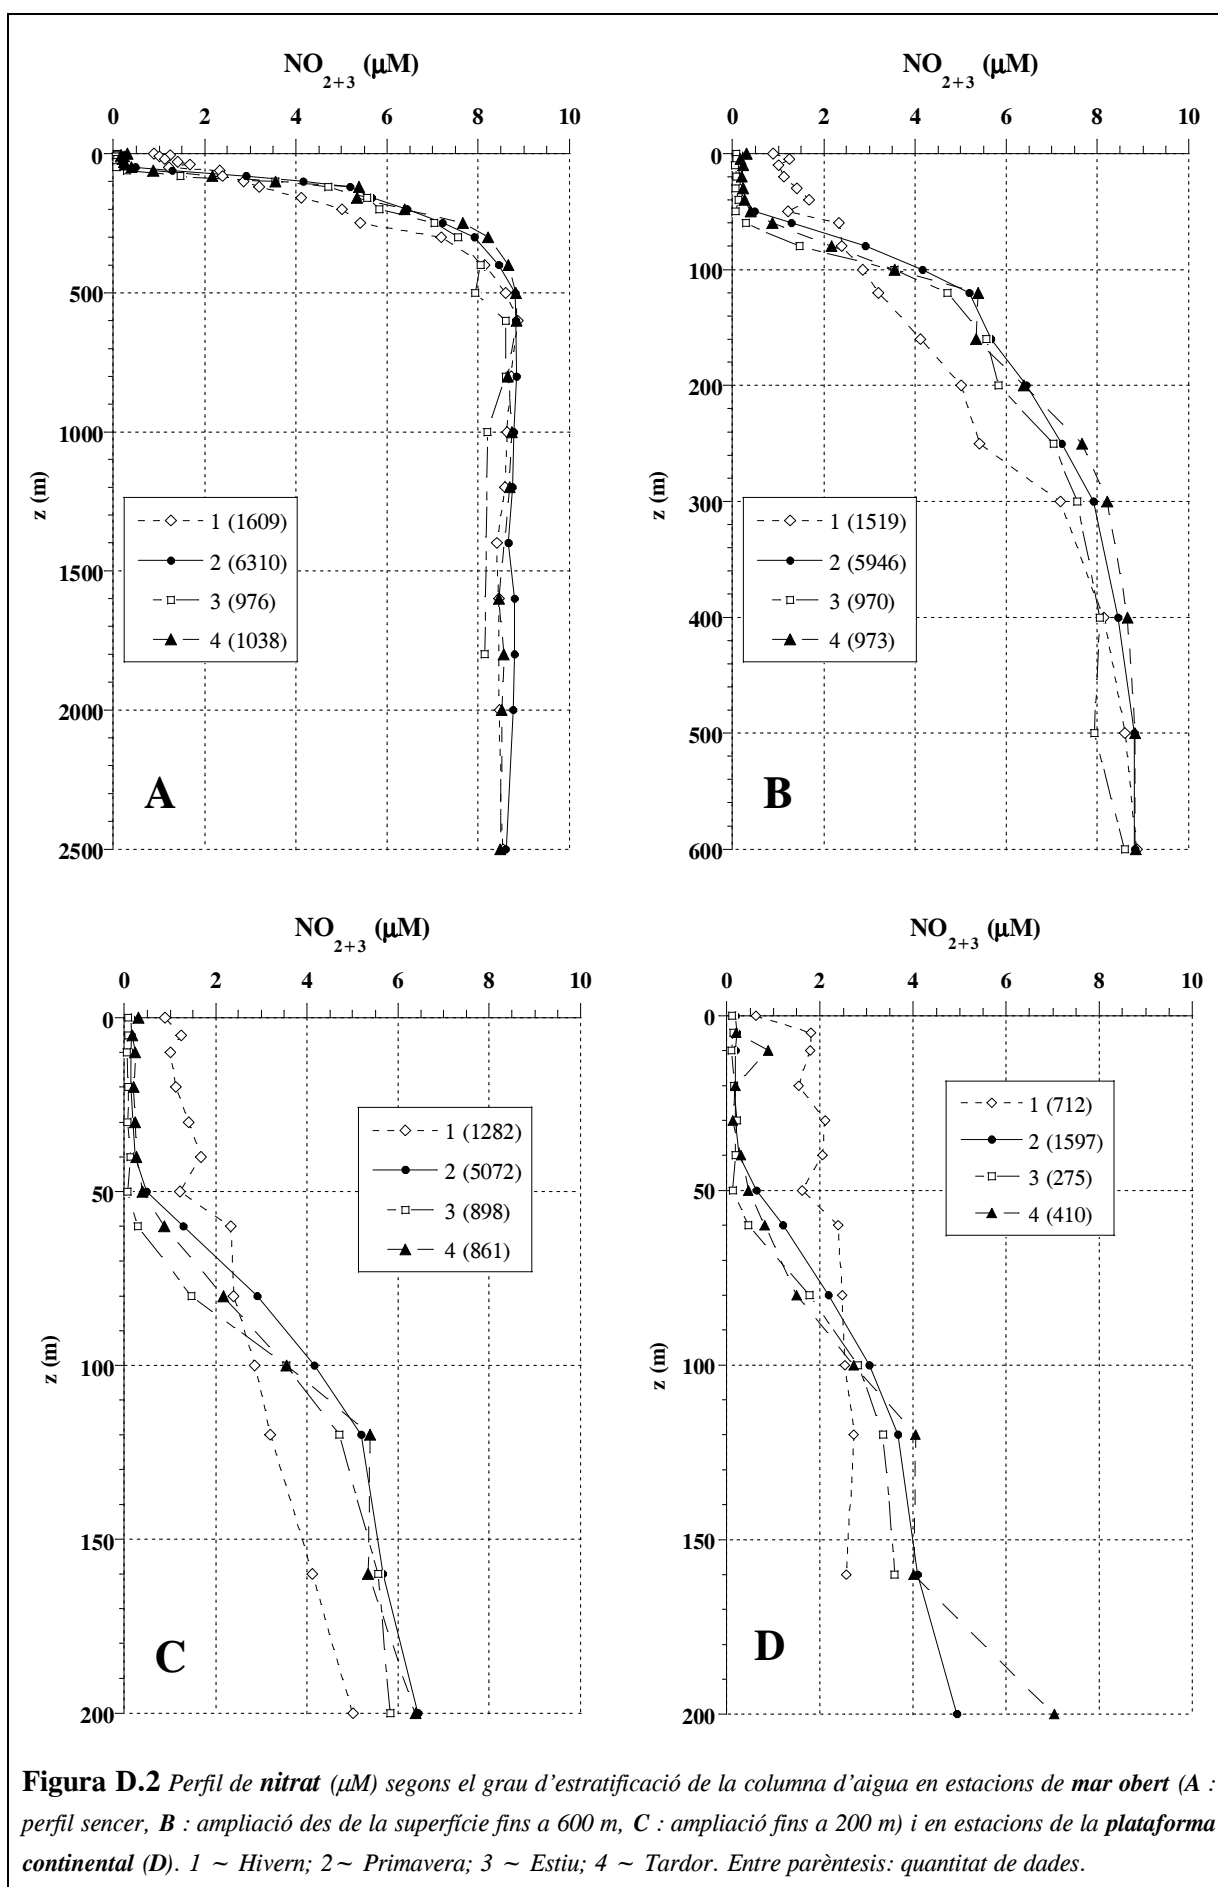 NO2+3 (μM)
0 2 4 6 8 10
0
500
1000
1500
2000
2500
z (m)
1 (1609)
2 (6310)
3 (976)
4 (1038)
A
NO2+3 (μM)
0 2 4 6 8 10
0
100
200
300
400
500
600
z (m)
1 (1519)
2 (5946)
3 (970)
4 (973)
B
NO2+3 (μM)
0 2 4 6 8 10
0
50
100
150
200
z (m)
1 (1282)
2 (5072)
3 (898)
4 (861)
C
NO2+3 (μM)
0 2 4 6 8 10
0
50
100
150
200
z (m)
1 (712)
2 (1597)
3 (275)
4 (410)
D
Figura D.2 Perfil de nitrat (μM) segons el grau d'estratificació de la columna d'aigua en estacions de mar obert (A :
perfil sencer, B : ampliació des de la superfície fins a 600 m, C : ampliació fins a 200 m) i en estacions de la plataforma
continental (D). 1 ~ Hivern; 2~ Primavera; 3 ~ Estiu; 4 ~ Tardor. Entre parèntesis: quantitat de dades.